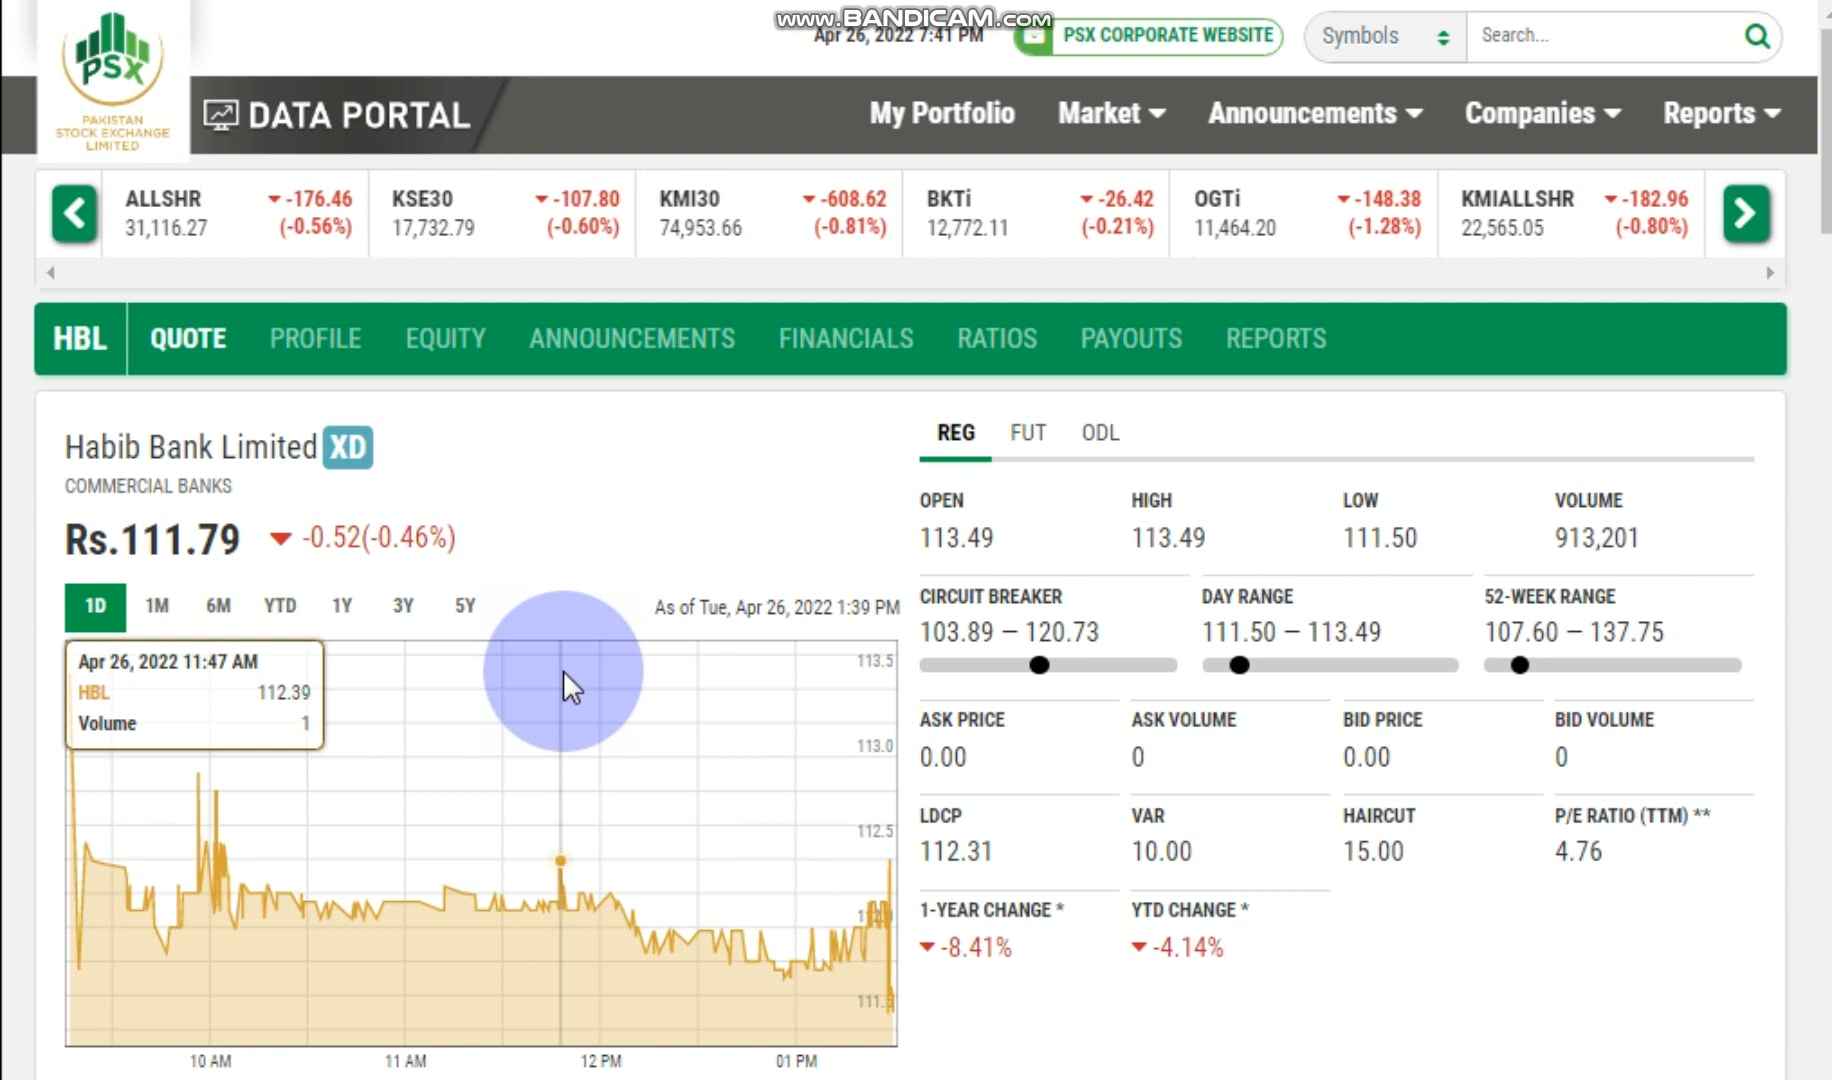 www.BANDICAM.com
Apr 26, 2022 7:41 PM
PSX CORPORATE WEBSITE
Symbols
Search...
PSX
PAKISTAN
STOCK EXCHANGE
LIMITED
DATA PORTAL
My Portfolio Market Announcements Companies Reports
ALLSHR -176.46 KSE30 -107.80 KMI30 -608.62 BKTi -26.42 OGTi -148.38 KMIALLSHR -182.96
31,116.27 (-0.56%) 17,732.79 (-0.60%) 74,953.66 (-0.81%) 12,772.11 (-0.21%) 11,464.20 (-1.28%) 22,565.05 (-0.80%)
HBL QUOTE PROFILE EQUITY ANNOUNCEMENTS FINANCIALS RATIOS PAYOUTS REPORTS
Habib Bank Limited XD
COMMERCIAL BANKS
Rs.111.79 -0.52(-0.46%)
1D 1M 6M YTD 1Y 3Y 5Y
As of Tue, Apr 26, 2022 1:39 PM
Apr 26, 2022 11:47 AM
HBL 112.39
Volume 1
113.5
113.0
112.5
10 AM 11 AM 12 PM 01 PM
REG FUT ODL
OPEN HIGH LOW VOLUME
113.49 113.49 111.50 913,201
CIRCUIT BREAKER DAY RANGE 52-WEEK RANGE
103.89 — 120.73 111.50 — 113.49 107.60 — 137.75
ASK PRICE ASK VOLUME BID PRICE BID VOLUME
0.00 0 0.00 0
LDCP VAR HAIRCUT P/E RATIO (TTM) **
112.31 10.00 15.00 4.76
1-YEAR CHANGE * YTD CHANGE *
-8.41% -4.14%